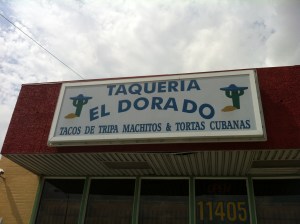 TAQUERIA
EL DORADO
TACOS DE TRIPA MACHITOS & TORTAS CUBANAS
11405